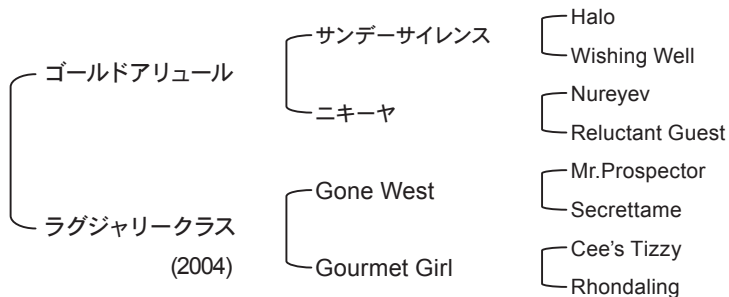 ゴールドアリュール
サンデーサイレンス
Halo
Wishing Well
ニキーヤ
Nureyev
Reluctant Guest
ラグジャリークラス
(2004)
Gone West
Mr.Prospector
Secrettame
Gourmet Girl
Cee's Tizzy
Rhondaling